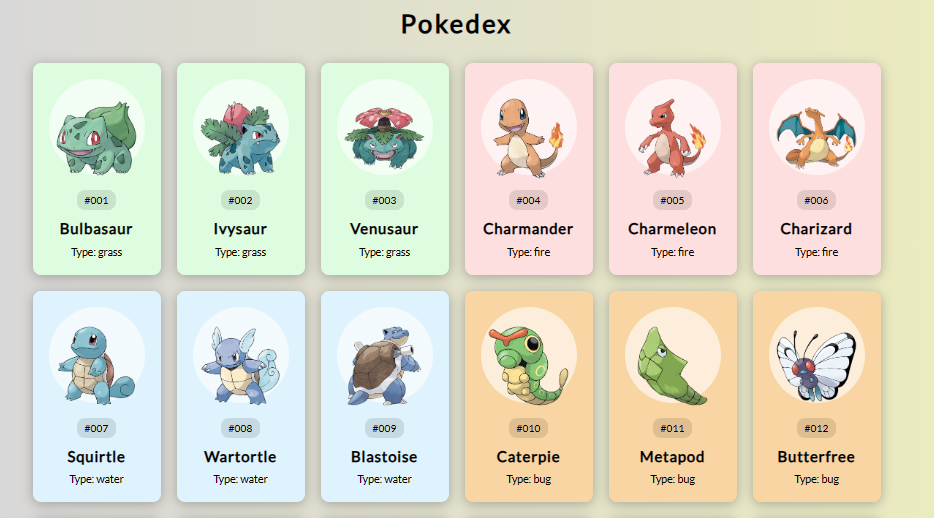 Pokedex
#001
Bulbasaur
Type: grass
#002
Ivysaur
Type: grass
#003
Venusaur
Type: grass
#004
Charmander
Type: fire
#005
Charmeleon
Type: fire
#006
Charizard
Type: fire
#007
Squirtle
Type: water
#008
Wartortle
Type: water
#009
Blastoise
Type: water
#010
Caterpie
Type: bug
#011
Metapod
Type: bug
#012
Butterfree
Type: bug